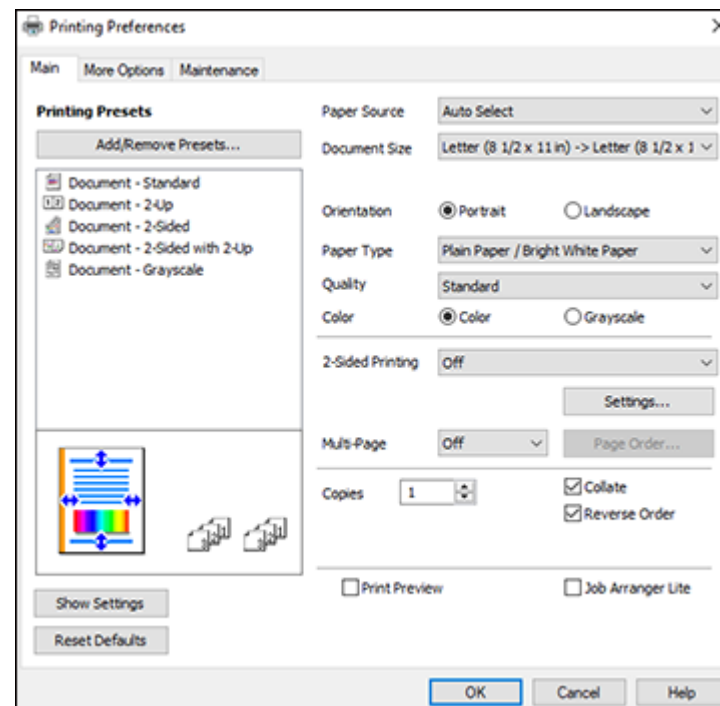 Printing Preferences
Main More Options Maintenance
Printing Presets
Add/Remove Presets...
Document - Standard
Document - 2-Up
Document - 2-Sided
Document - 2-Sided with 2-Up
Document - Grayscale
Show Settings
Reset Defaults
Paper Source Auto Select
Document Size Letter (8 1/2 x 11 in) -> Letter (8 1/2 x 1
Orientation Portrait Landscape
Paper Type Plain Paper / Bright White Paper
Quality Standard
Color Color Grayscale
2-Sided Printing Off
Settings...
Multi-Page Off Page Order...
Copies 1 Collate
Reverse Order
Print Preview Job Arranger Lite
OK Cancel Help